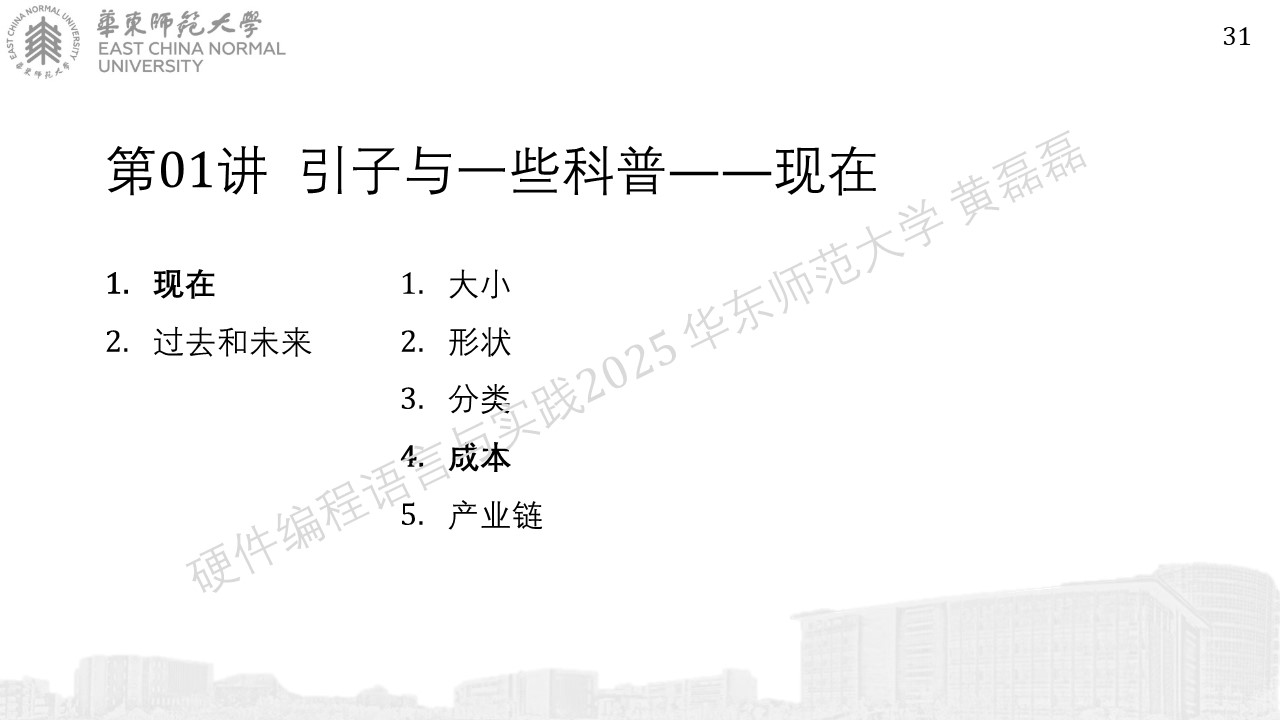 華東師範大学
EAST CHINA NORMAL
UNIVERSITY
EAST CHINA NORMAL UNIVERSITY
華東师范大学
31
第01讲 引子与一些科普——现在
1. 现在
2. 过去和未来
1. 大小
2. 形状
3. 分类
4. 成本
5. 产业链
硬件编程语言与实践2025 华东师范大学 黄磊磊